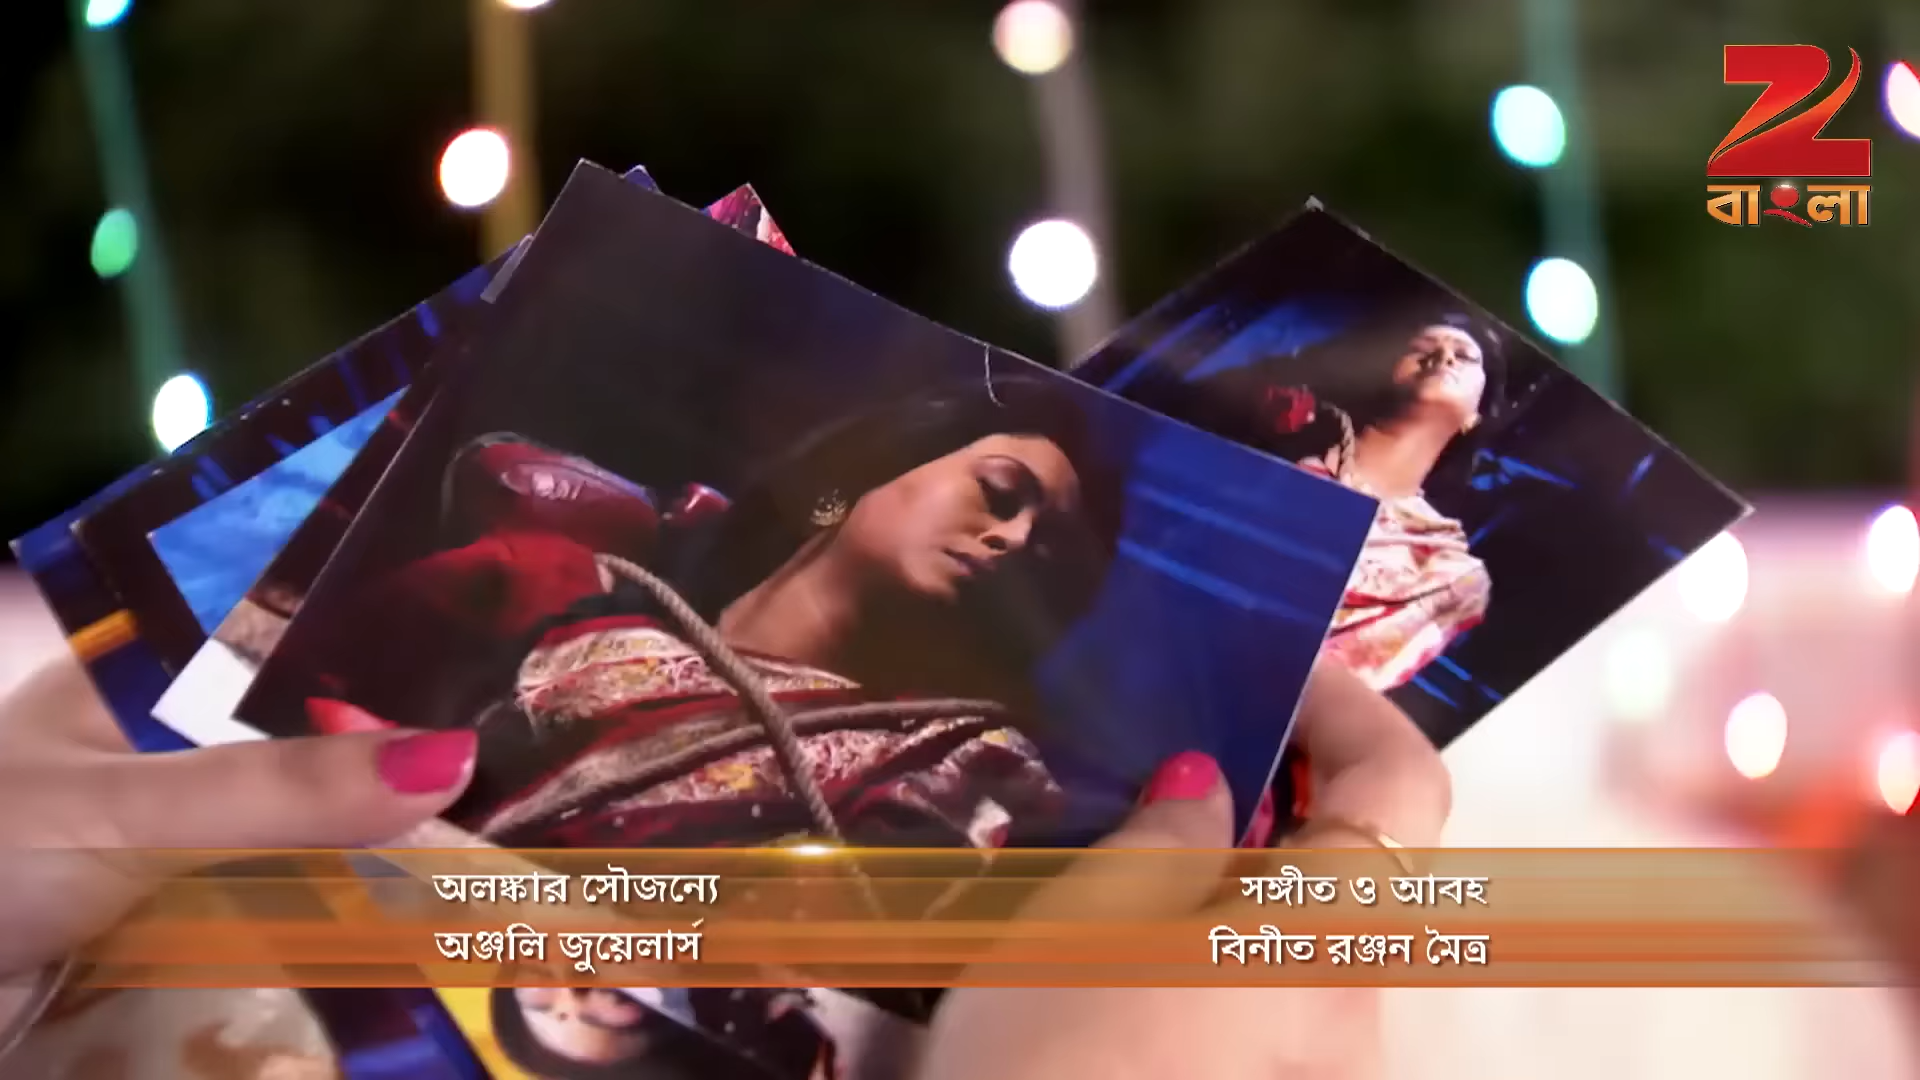 Z
বাংলা
অলঙ্কার সৌজন্যে
অঞ্জলি জুয়েলার্স
সঙ্গীত ও আবহ
বিনীত রঞ্জন মৈত্র